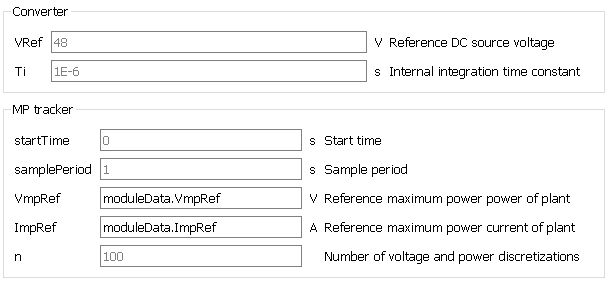 Converter
VRef 48 V Reference DC source voltage
Ti 1E-6 s Internal integration time constant
MP tracker
startTime 0 s Start time
samplePeriod 1 s Sample period
VmpRef moduleData.VmpRef V Reference maximum power power of plant
ImpRef moduleData.ImpRef A Reference maximum power current of plant
n 100 Number of voltage and power discretizations